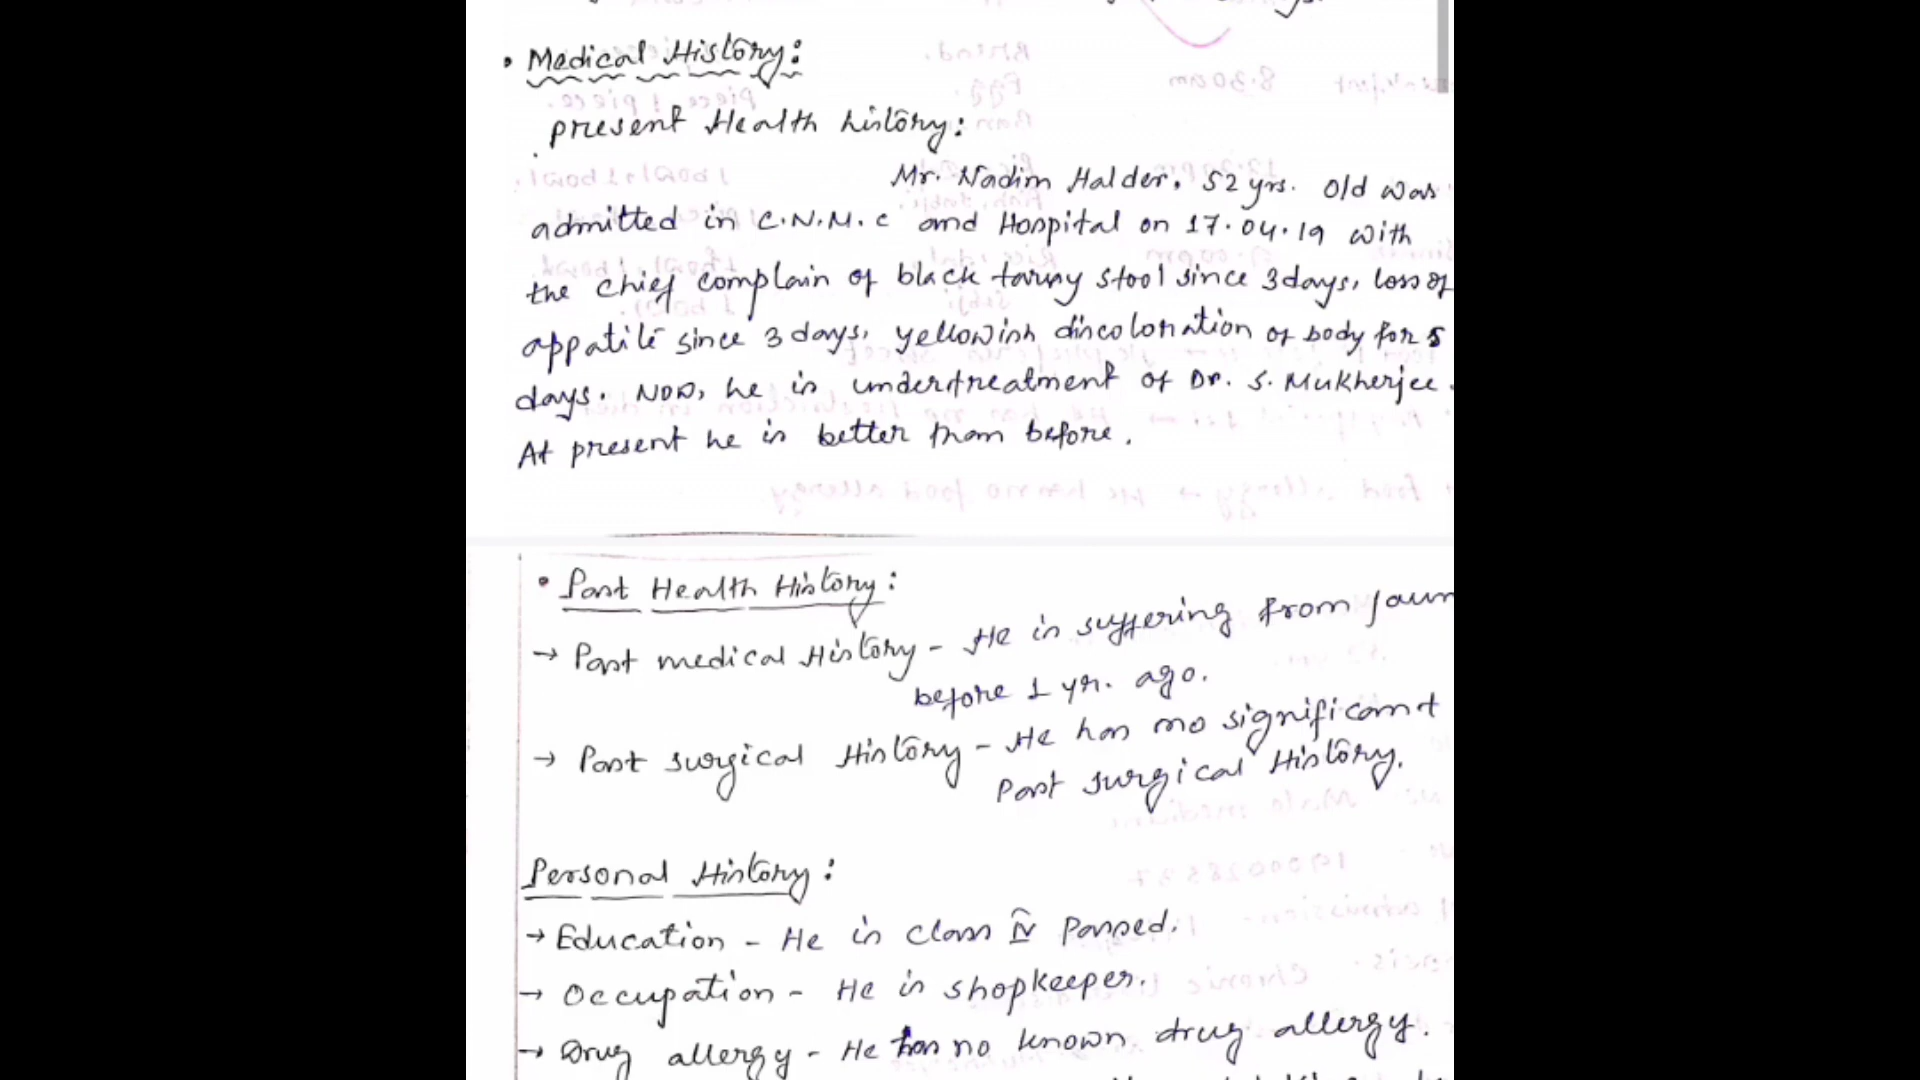 • Medical History:
present Health history:
Mr. Nadim Halder, 52 yrs. old was
admitted in C.N.M.C and Hospital on 17.04.19 with
the chief complain of black tarry stool since 3 days, loss of
appatite since 3 days, yellowish discoloration of body for 5
days. Now, he is undertreatment of Dr. S. Mukherjee.
At present he is better than before.
• Past Health History:
→ Past medical History - He is suffering from Jaun
before 1 yr. ago.
→ Past surgical History - He has no significant
Past surgical History.
Personal History:
→ Education - He is class IV Passed.
→ Occupation - He is shopkeeper.
→ Drug allergy - He has no known drug allergy.